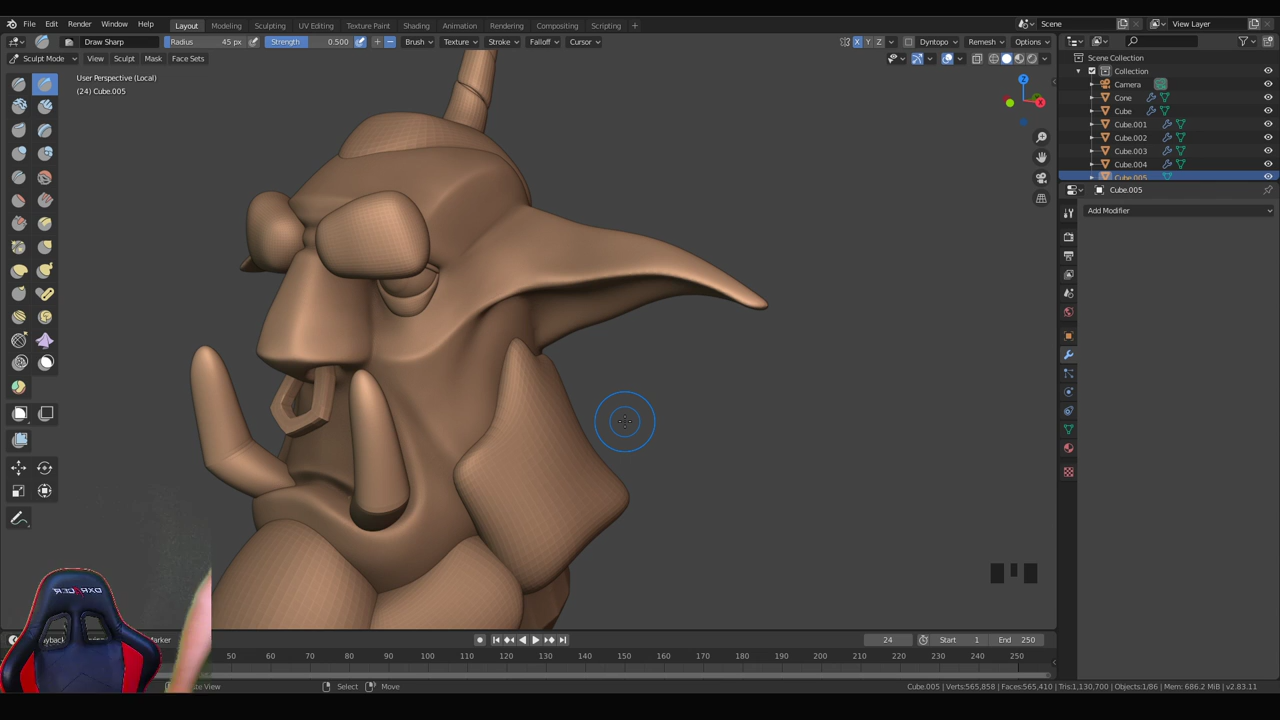 File Edit Render Window Help Layout Modeling Sculpting UV Editing Texture Paint Shading Animation Rendering Compositing Scripting + Scene View Layer
Draw Sharp Radius 45 px Strength 0.500 Brush Texture Stroke Falloff Cursor X Y Z Dyntopo Remesh Options
Sculpt Mode View Sculpt Mask Face Sets
User Perspective (Local)
(24) Cube.005
Scene Collection
Collection
Camera
Cone
Cube
Cube.001
Cube.002
Cube.003
Cube.004
Cube.005
Cube.005
Add Modifier
Z
X
DXRACER
Marker 24 Start 1 End 250
50 60 70 80 90 100 110 120 130 140 150 160 170 180 190 200 210 220 230 240 250
View Select Move Cube.005 | Verts:565,858 | Faces:565,410 | Tris:1,130,700 | Objects:1/86 | Mem: 686.2 MiB | v2.83.11